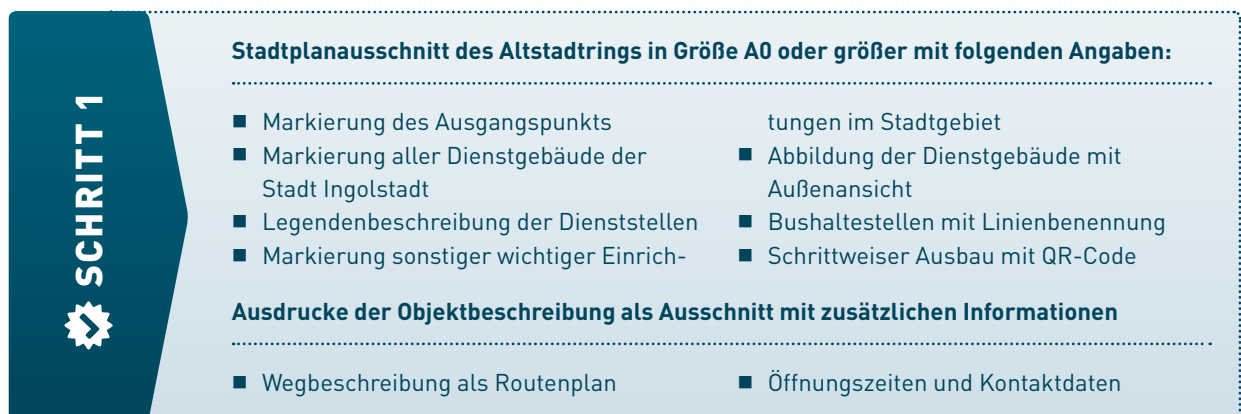 SCHRITT 1
Stadtplanausschnitt des Altstadtrings in Größe A0 oder größer mit folgenden Angaben:
■ Markierung des Ausgangspunkts
■ Markierung aller Dienstgebäude der
Stadt Ingolstadt
■ Legendenbeschreibung der Dienststellen
■ Markierung sonstiger wichtiger Einrich-
tungen im Stadtgebiet
■ Abbildung der Dienstgebäude mit
Außenansicht
■ Bushaltestellen mit Linienbenennung
■ Schrittweiser Ausbau mit QR-Code
Ausdrucke der Objektbeschreibung als Ausschnitt mit zusätzlichen Informationen
■ Wegbeschreibung als Routenplan
■ Öffnungszeiten und Kontaktdaten